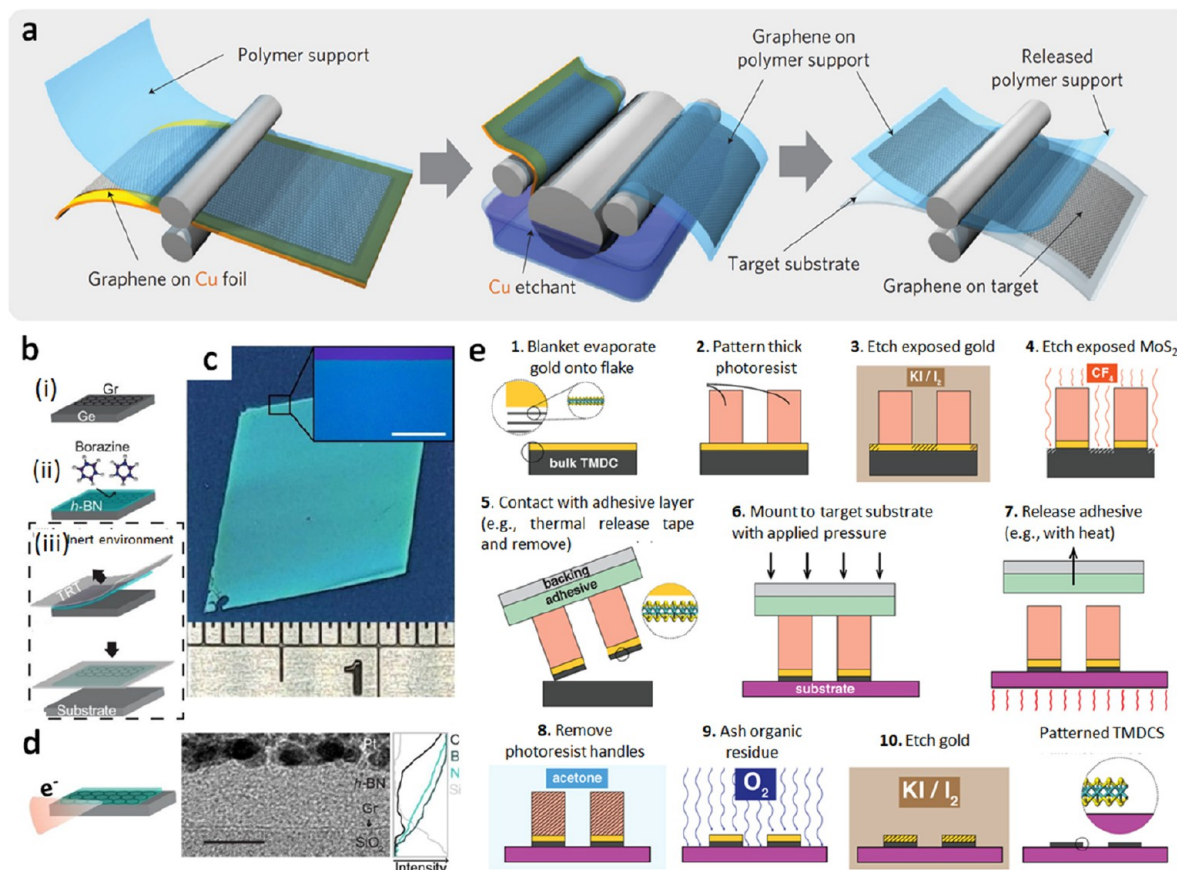 a
Polymer support
Graphene on
polymer support
Released
polymer support
Graphene on Cu foil
Cu etchant
Target substrate
Graphene on target
b
(i)
Gr
Ge
Borazine
(ii)
h-BN
(iii)
Inert environment
TRT
Substrate
c
1
d
e-
Pt
h-BN
Gr
SiO
C
B
N
Si
Intensity
e
1. Blanket evaporate
gold onto flake
bulk TMDC
2. Pattern thick
photoresist
3. Etch exposed gold
KI / I2
4. Etch exposed MoS2
CF4
5. Contact with adhesive layer
(e.g., thermal release tape
and remove)
backing
adhesive
6. Mount to target substrate
with applied pressure
substrate
7. Release adhesive
(e.g., with heat)
8. Remove
photoresist handles
acetone
9. Ash organic
residue
O2
10. Etch gold
KI / I2
Patterned TMDCS